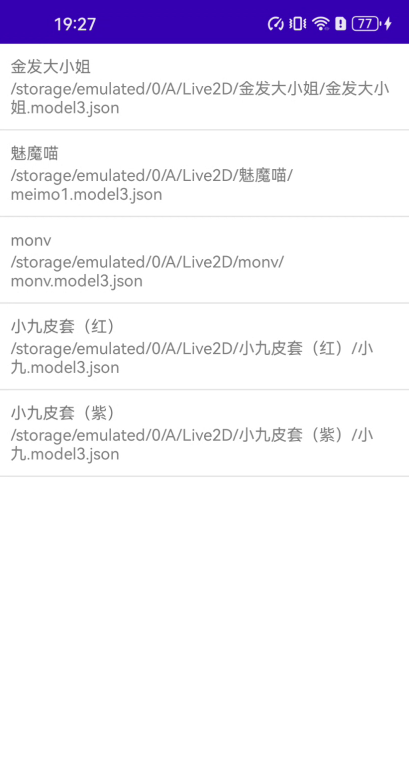 19:27
77
金发大小姐
/storage/emulated/0/A/Live2D/金发大小姐/金发大小
姐.model3.json
魅魔喵
/storage/emulated/0/A/Live2D/魅魔喵/
meimo1.model3.json
monv
/storage/emulated/0/A/Live2D/monv/
monv.model3.json
小九皮套（红）
/storage/emulated/0/A/Live2D/小九皮套（红）/小
九.model3.json
小九皮套（紫）
/storage/emulated/0/A/Live2D/小九皮套（紫）/小
九.model3.json